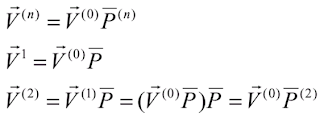 V⃗⁽ⁿ⁾ = V⃗⁽⁰⁾P̅⁽ⁿ⁾
V⃗¹ = V⃗⁽⁰⁾P̅
V⃗⁽²⁾ = V⃗⁽¹⁾P̅ = (V⃗⁽⁰⁾P̅)P̅ = V⃗⁽⁰⁾P̅⁽²⁾